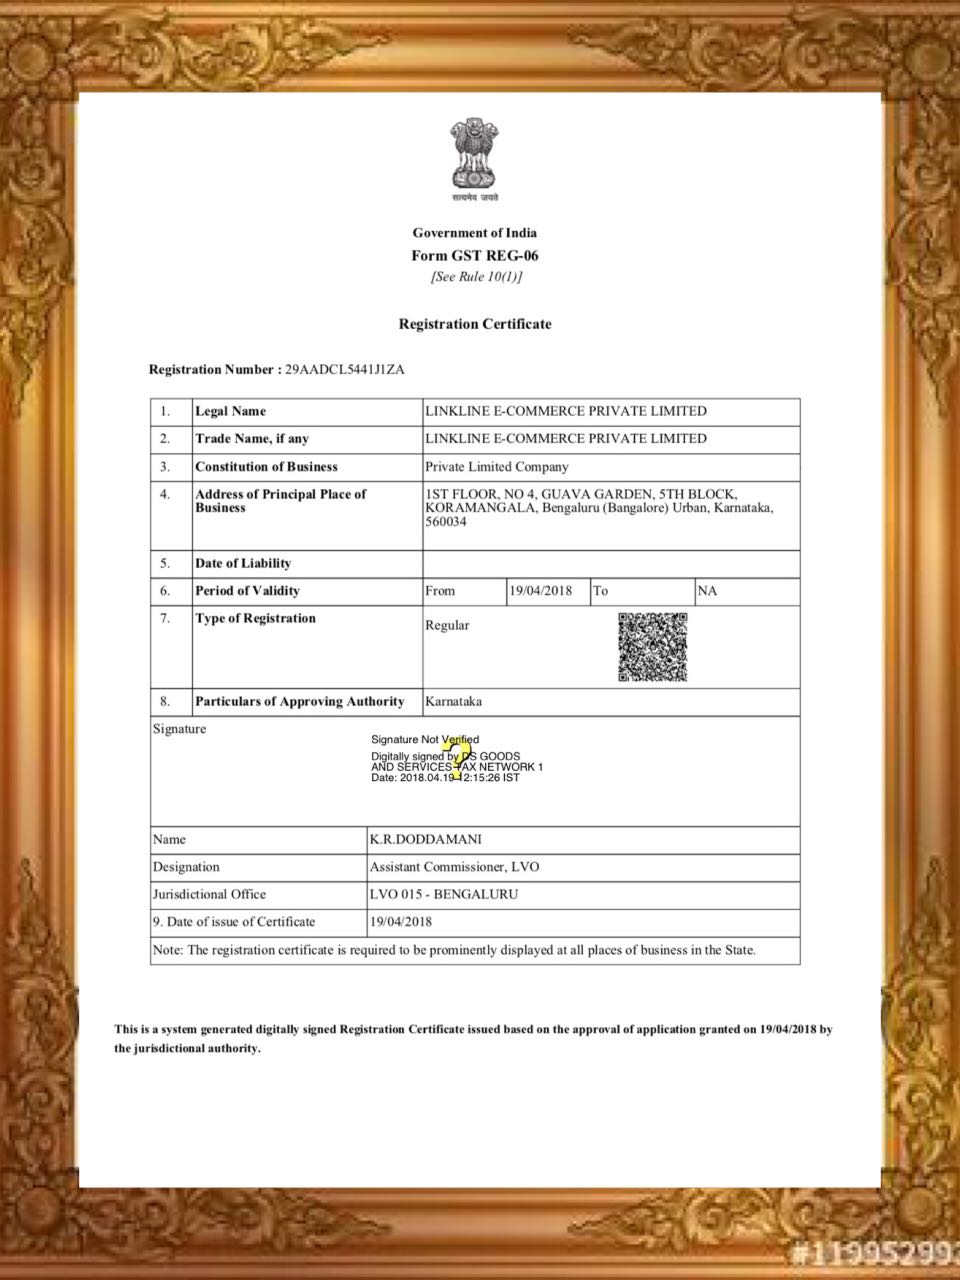 सत्यमेव जयते
Government of India
Form GST REG-06
[See Rule 10(1)]
Registration Certificate
Registration Number : 29AADCL5441J1ZA
1. Legal Name LINKLINE E-COMMERCE PRIVATE LIMITED
2. Trade Name, if any LINKLINE E-COMMERCE PRIVATE LIMITED
3. Constitution of Business Private Limited Company
4. Address of Principal Place of Business 1ST FLOOR, NO 4, GUAVA GARDEN, 5TH BLOCK,
KORAMANGALA, Bengaluru (Bangalore) Urban, Karnataka,
560034
5. Date of Liability
6. Period of Validity From 19/04/2018 To NA
7. Type of Registration Regular
8. Particulars of Approving Authority Karnataka
Signature
Signature Not Verified
Digitally signed by DS GOODS
AND SERVICES TAX NETWORK 1
Date: 2018.04.19 12:15:26 IST
Name K.R.DODDAMANI
Designation Assistant Commissioner, LVO
Jurisdictional Office LVO 015 - BENGALURU
9. Date of issue of Certificate 19/04/2018
Note: The registration certificate is required to be prominently displayed at all places of business in the State.
This is a system generated digitally signed Registration Certificate issued based on the approval of application granted on 19/04/2018 by
the jurisdictional authority.